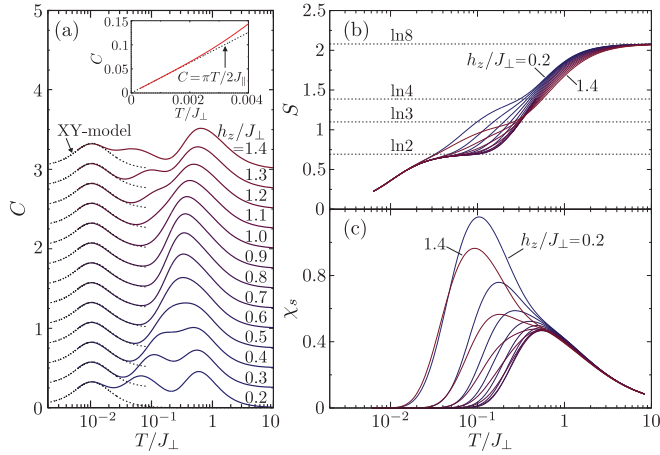 (a)
C
0.15
0.1
0.05
0
0
0.002
0.004
T/J⊥
C=πT/2J∥
XY-model
h_z/J⊥
=1.4
1.3
1.2
1.1
1.0
0.9
0.8
0.7
0.6
0.5
0.4
0.3
0.2
C
3
2
1
0
10⁻²
10⁻¹
1
10
T/J⊥
(b)
S
2.5
2.0
1.5
1.0
0.5
0
ln8
ln4
ln3
ln2
h_z/J⊥=0.2
1.4
(c)
χ_s
0.8
0.4
0
1.4
h_z/J⊥=0.2
10⁻²
10⁻¹
1
10
T/J⊥